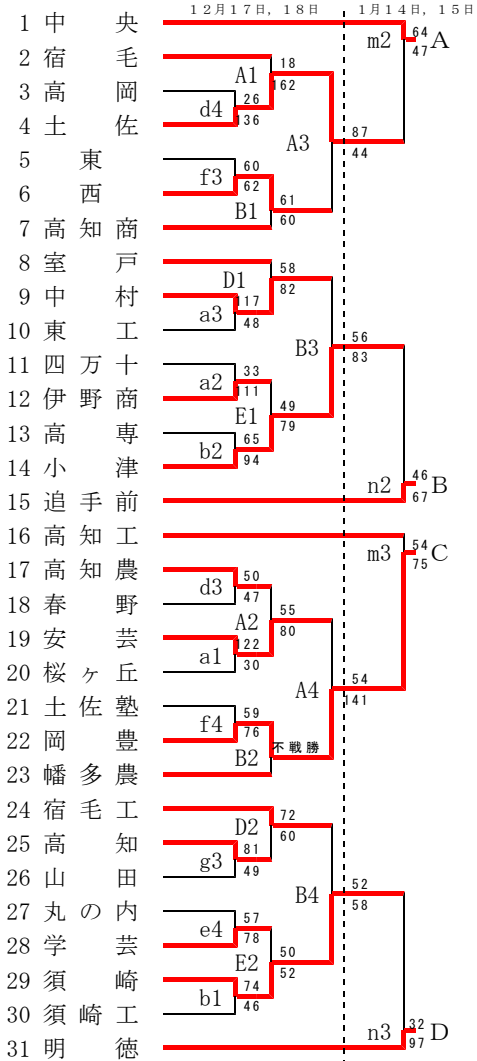 12月17日, 18日 1月14日, 15日
1 中央
m2 64 A
47
2 宿毛
A1 18
162
3 高岡
d4 26
136
4 土佐
A3 87
44
5 東
f3 60
62
6 西
B1 61
60
7 高知商
8 室戸
D1 58
82
9 中村
a3 117
48
10 東工
B3 56
83
11 四万十
a2 33
111
12 伊野商
E1 49
79
13 高専
b2 65
94
14 小津
n2 46 B
67
15 追手前
16 高知工
m3 54 C
75
17 高知農
d3 50
47
18 春野
A2 55
80
19 安芸
a1 122
30
20 桜ヶ丘
A4 54
141
21 土佐塾
f4 59
76
22 岡豊
B2 不戦勝
23 幡多農
24 宿毛工
D2 72
60
25 高知
g3 81
49
26 山田
B4 52
58
27 丸の内
e4 57
78
28 学芸
E2 50
52
29 須崎
b1 74
46
30 須崎工
n3 32 D
97
31 明徳